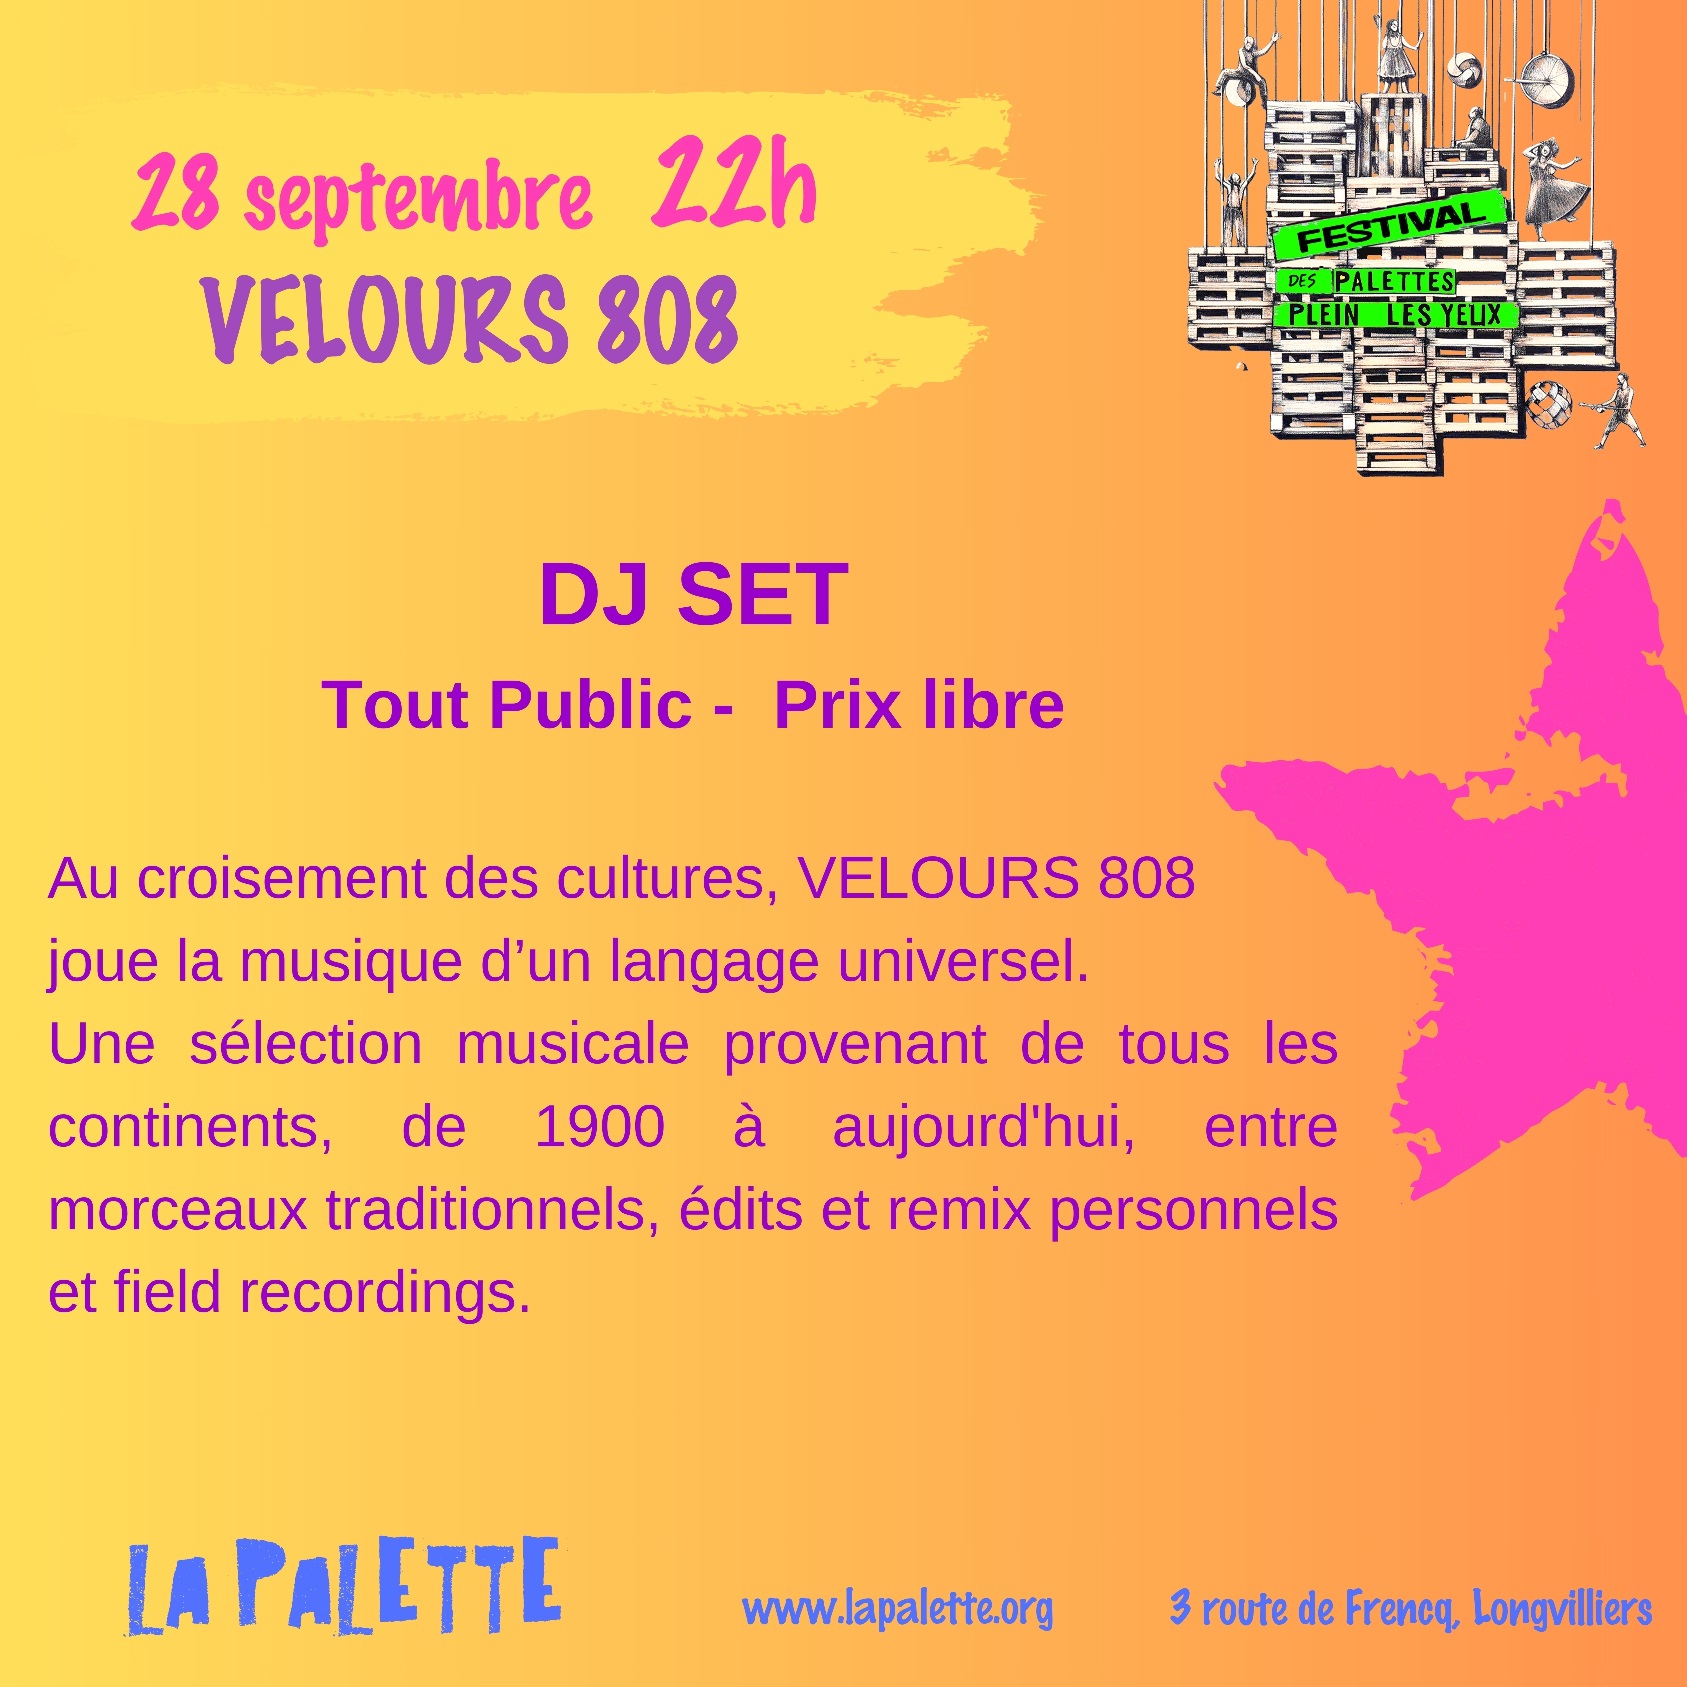 28 septembre 22h
VELOURS 808
FESTIVAL
DES PALETTES
PLEIN LES YEUX
DJ SET
Tout Public - Prix libre
Au croisement des cultures, VELOURS 808
joue la musique d’un langage universel.
Une sélection musicale provenant de tous les
continents, de 1900 à aujourd'hui, entre
morceaux traditionnels, édits et remix personnels
et field recordings.
LA PALETTE
www.lapalette.org
3 route de Frencq, Longvilliers